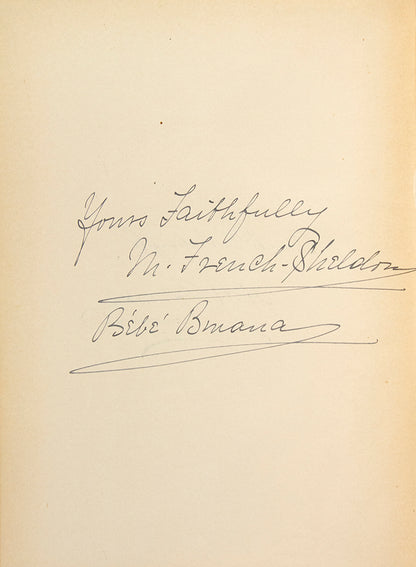 Yours Faithfully
M. French-Sheldon
Bébé Bwana